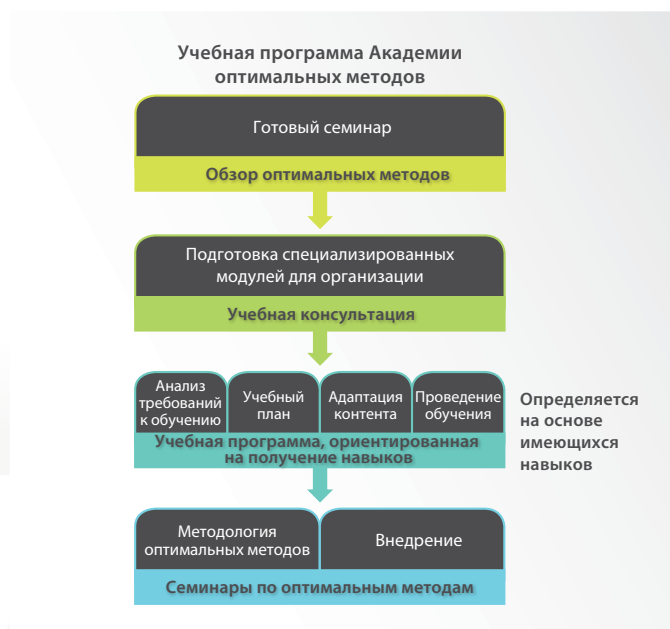 Учебная программа Академии
оптимальных методов
Готовый семинар
Обзор оптимальных методов
Подготовка специализированных
модулей для организации
Учебная консультация
Анализ
требований
к обучению
Учебный
план
Адаптация
контента
Проведение
обучения
Учебная программа, ориентированная
на получение навыков
Определяется
на основе
имеющихся
навыков
Методология
оптимальных методов
Внедрение
Семинары по оптимальным методам